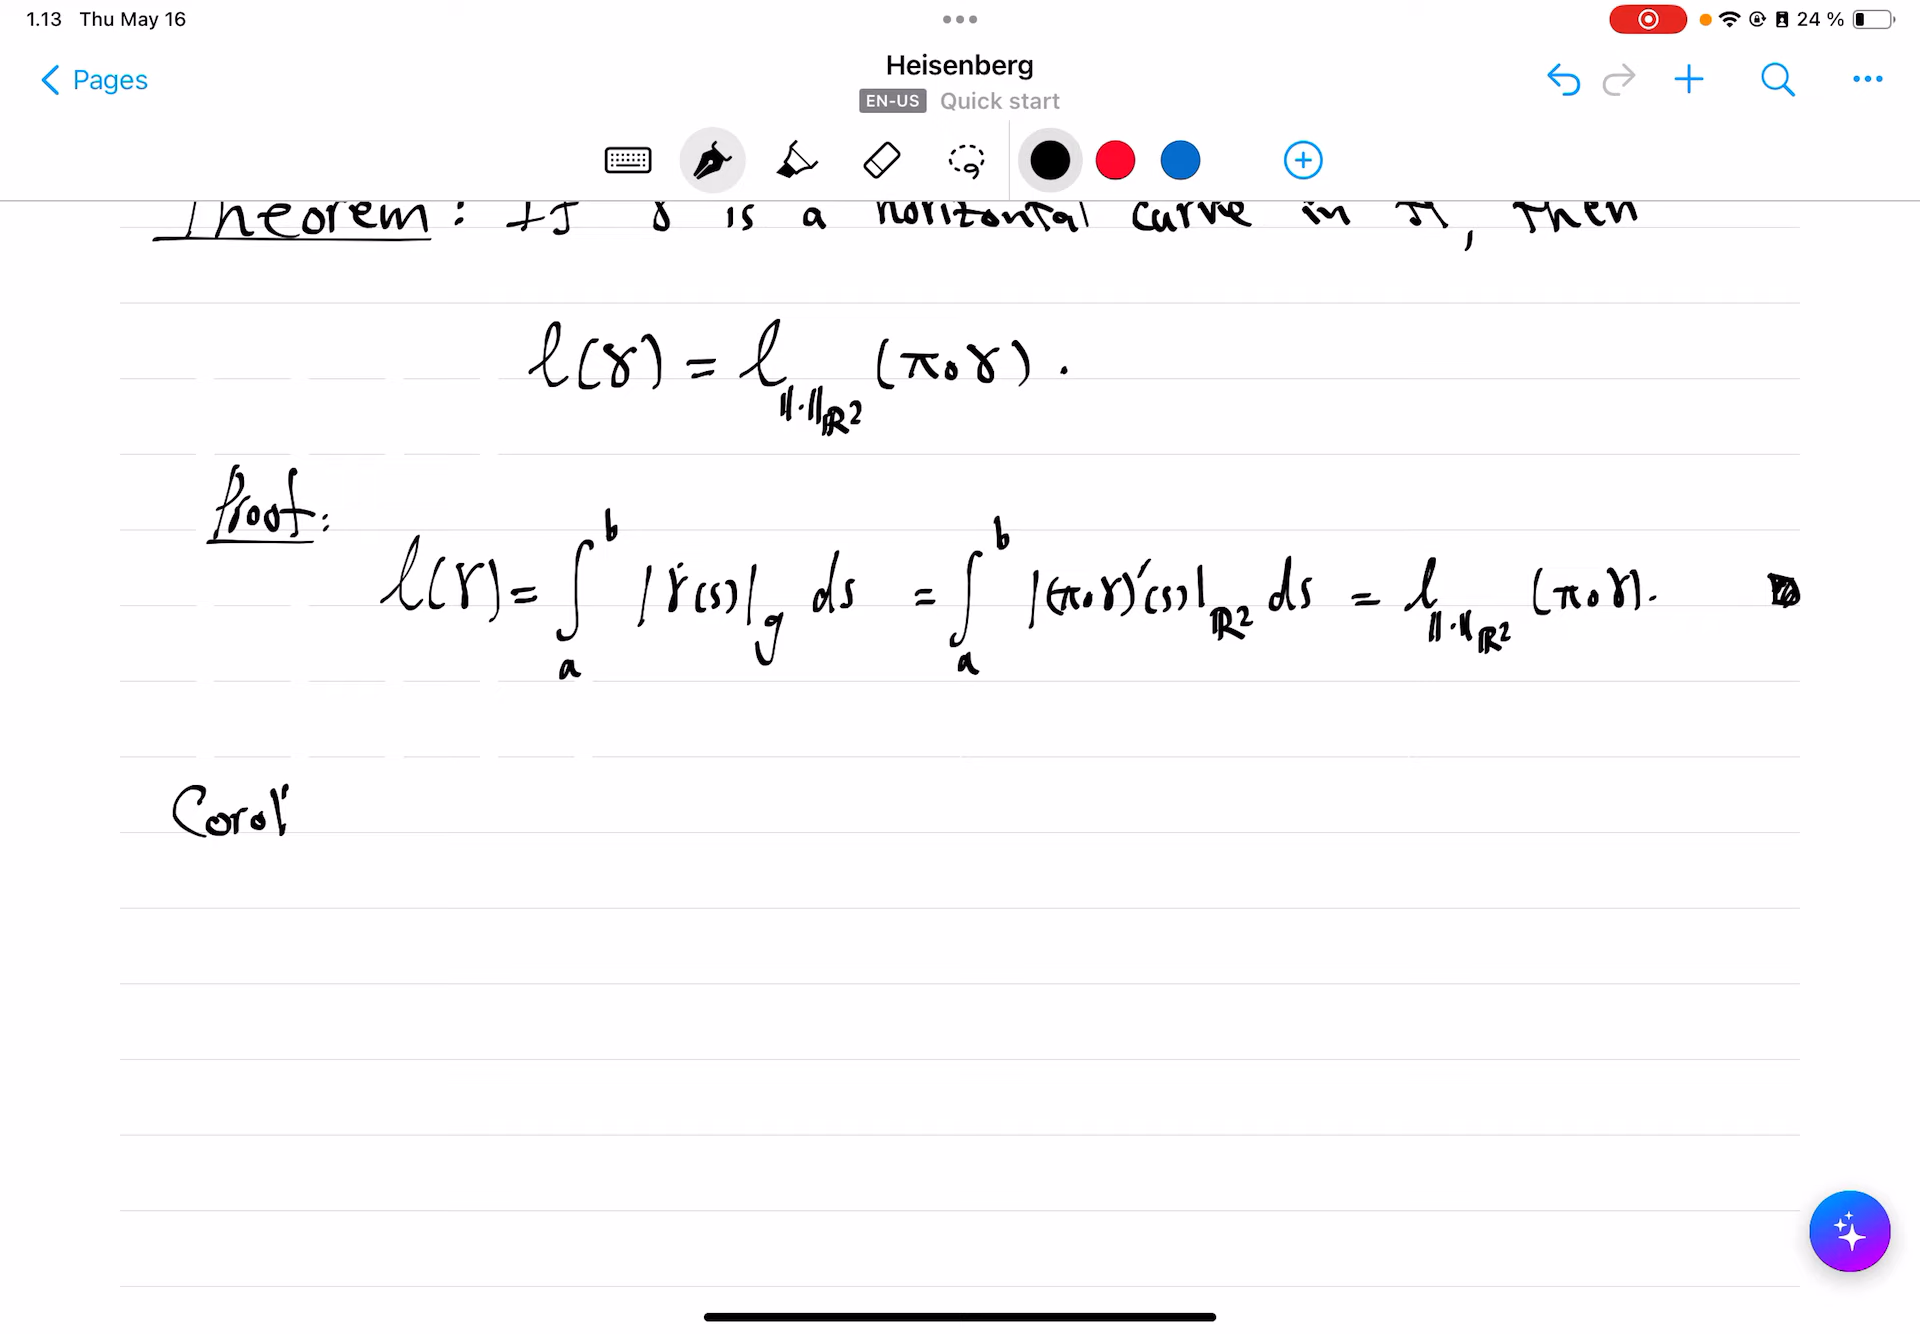 1.13 Thu May 16
24 %
Pages
Heisenberg
EN-US Quick start
Theorem: If γ is a horizontal curve in ℍ, then
ℓ(γ) = ℓ_{‖·‖_{ℝ²}} (π∘γ).
Proof:
ℓ(γ) = ∫_a^b |γ̇(s)|_g ds = ∫_a^b |(π∘γ)'(s)|_{ℝ²} ds = ℓ_{‖·‖_{ℝ²}} (π∘γ).
Corol